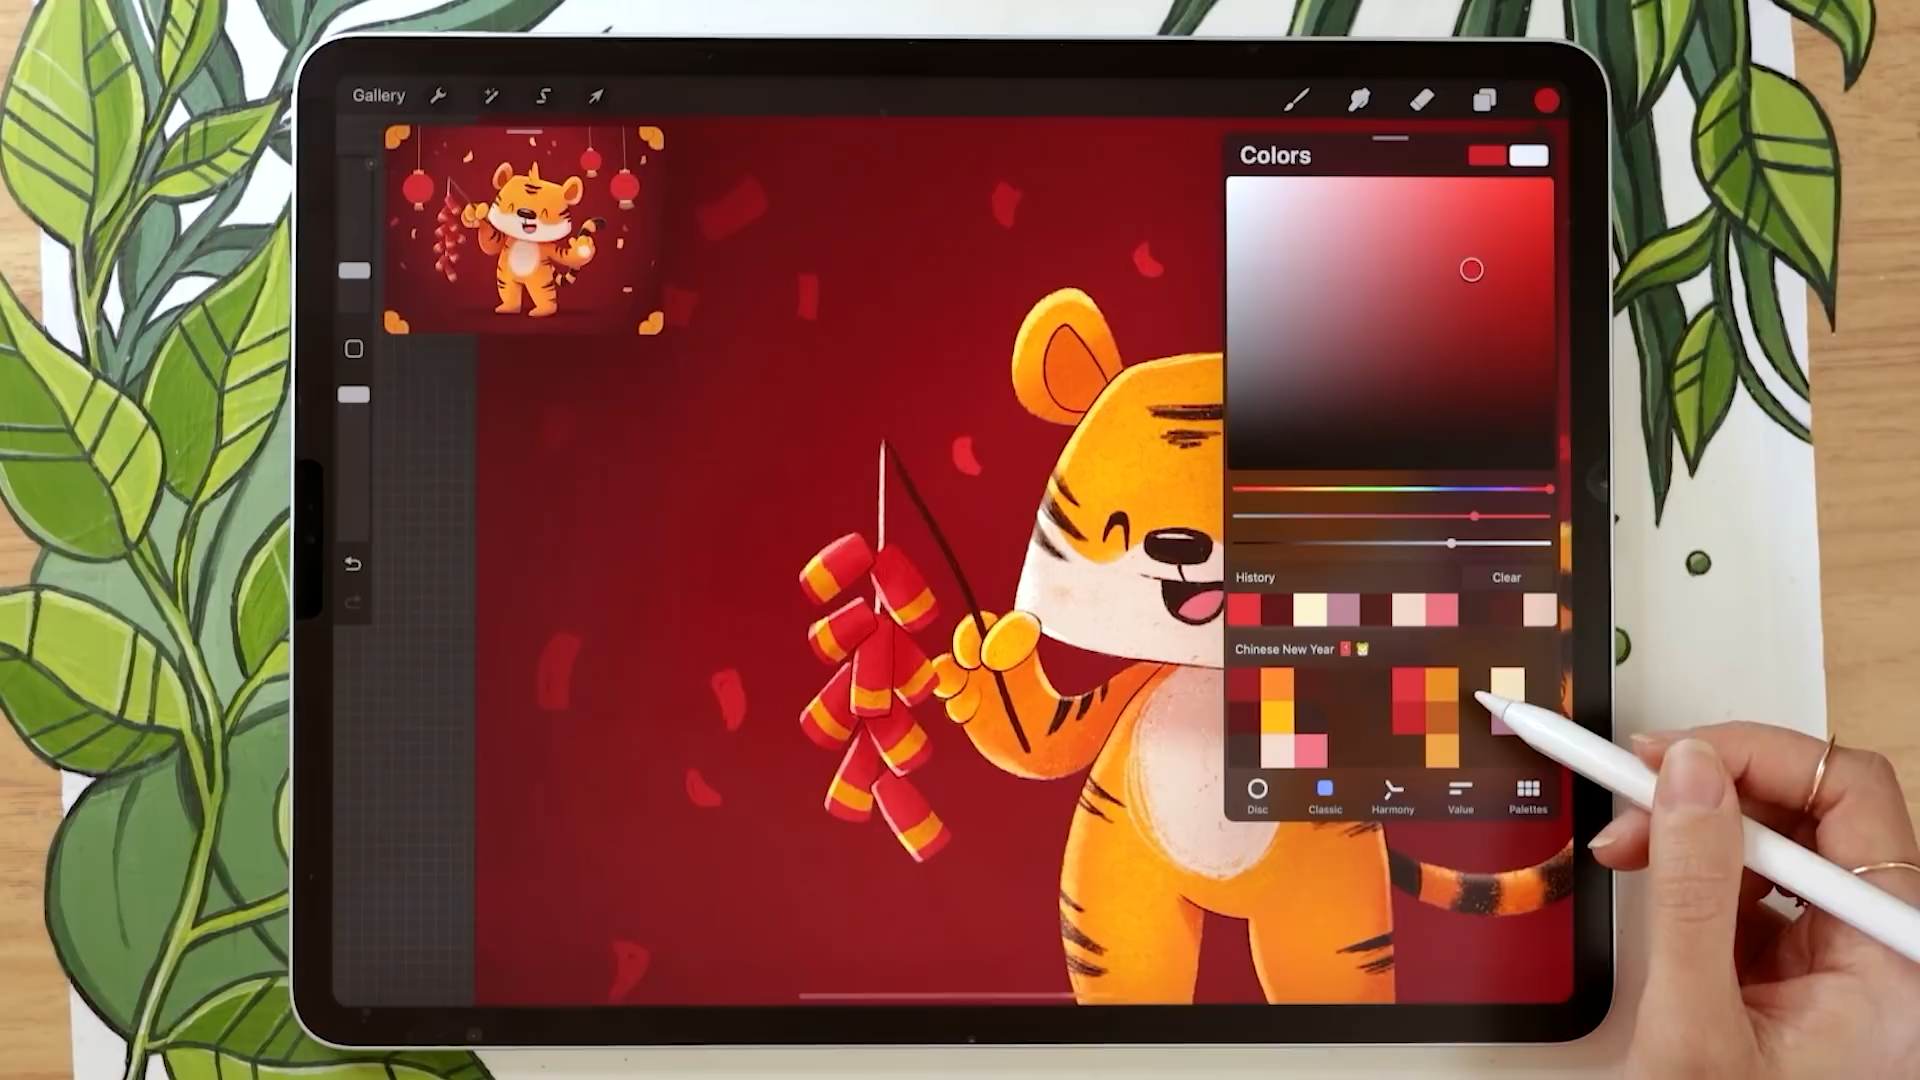 Gallery
Colors
History
Clear
Chinese New Year 🧧 🐯
Disc
Classic
Harmony
Value
Palettes